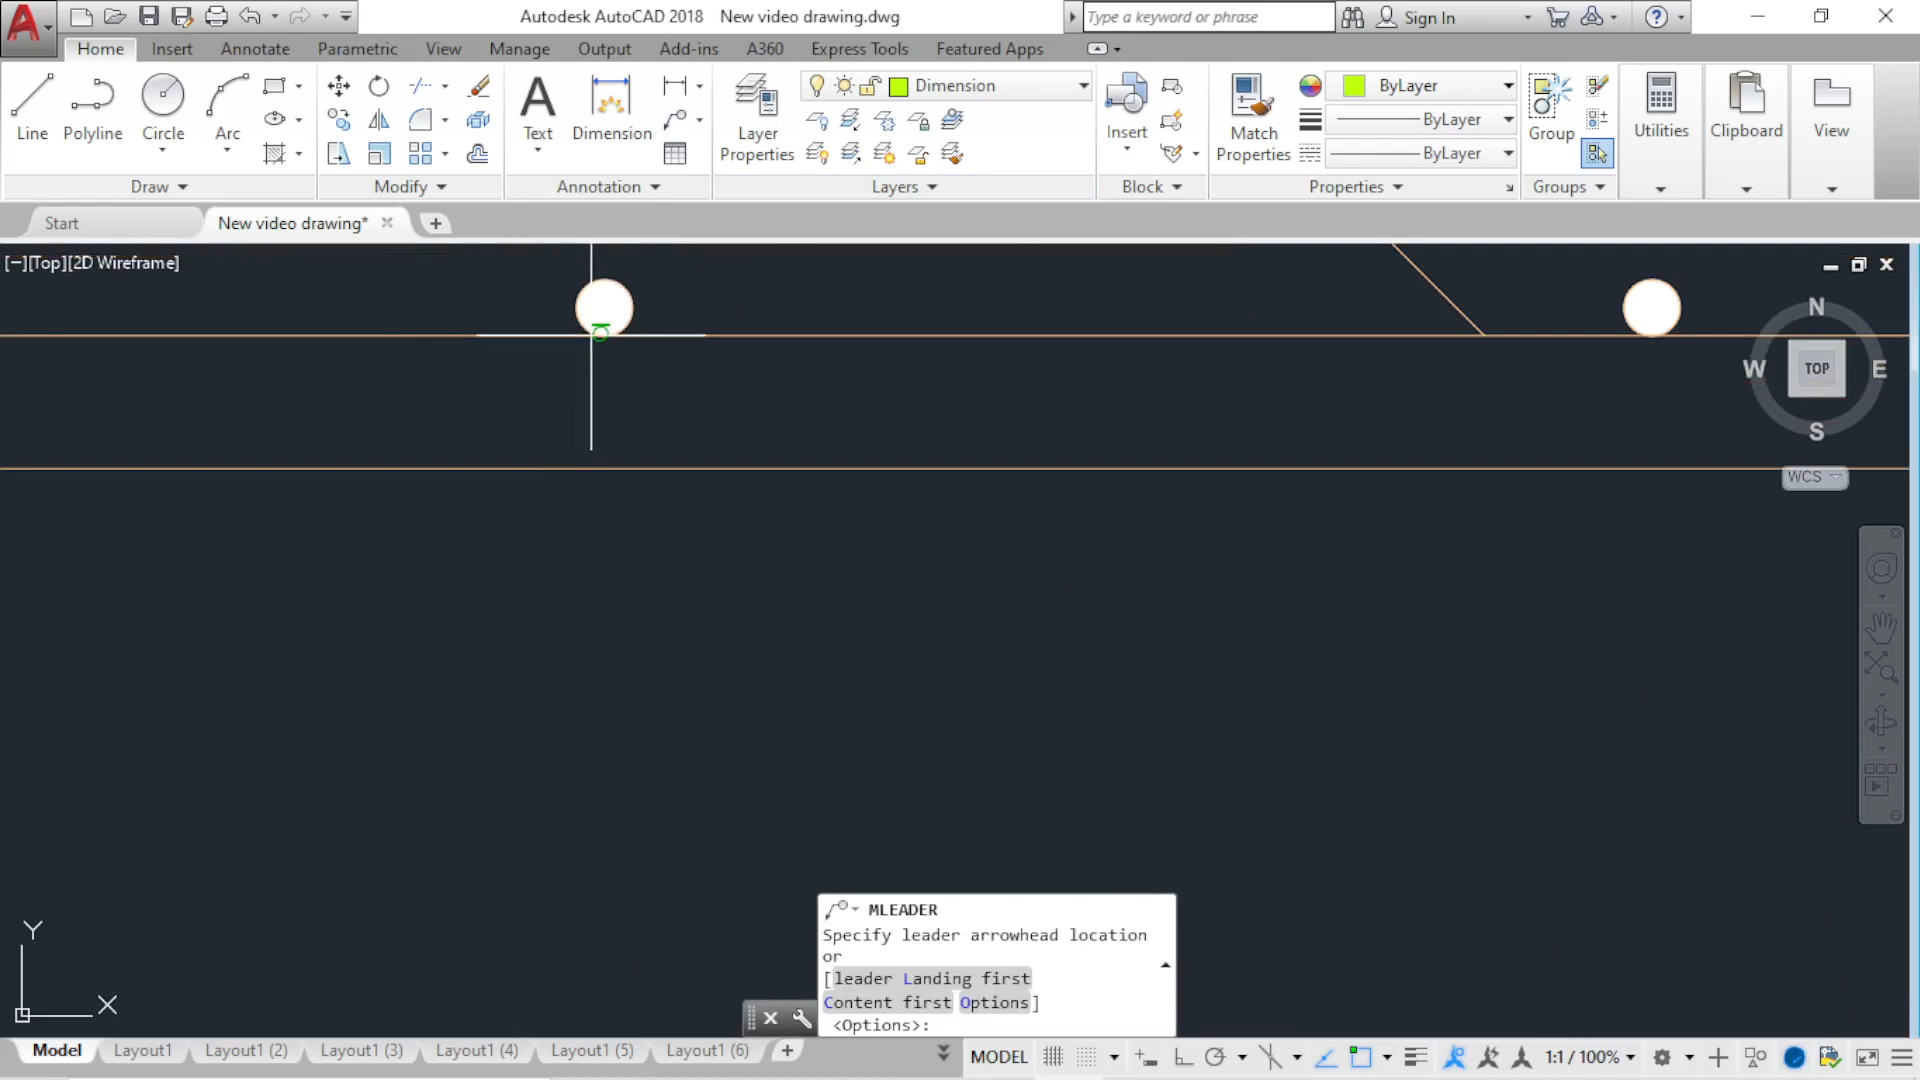 Autodesk AutoCAD 2018 New video drawing.dwg
Type a keyword or phrase
Sign In
Home Insert Annotate Parametric View Manage Output Add-ins A360 Express Tools Featured Apps
Line Polyline Circle Arc
Text Dimension
Layer Properties
Dimension
Insert
Match Properties
ByLayer
ByLayer
ByLayer
Group
Utilities Clipboard View
Draw Modify Annotation Layers Block Properties Groups
Start New video drawing*
[−][Top][2D Wireframe]
N
W TOP E
S
WCS
MLEADER
Specify leader arrowhead location
or
[leader Landing first
Content first Options]
<Options>:
Y
X
Model Layout1 Layout1 (2) Layout1 (3) Layout1 (4) Layout1 (5) Layout1 (6)
MODEL 1:1 / 100%